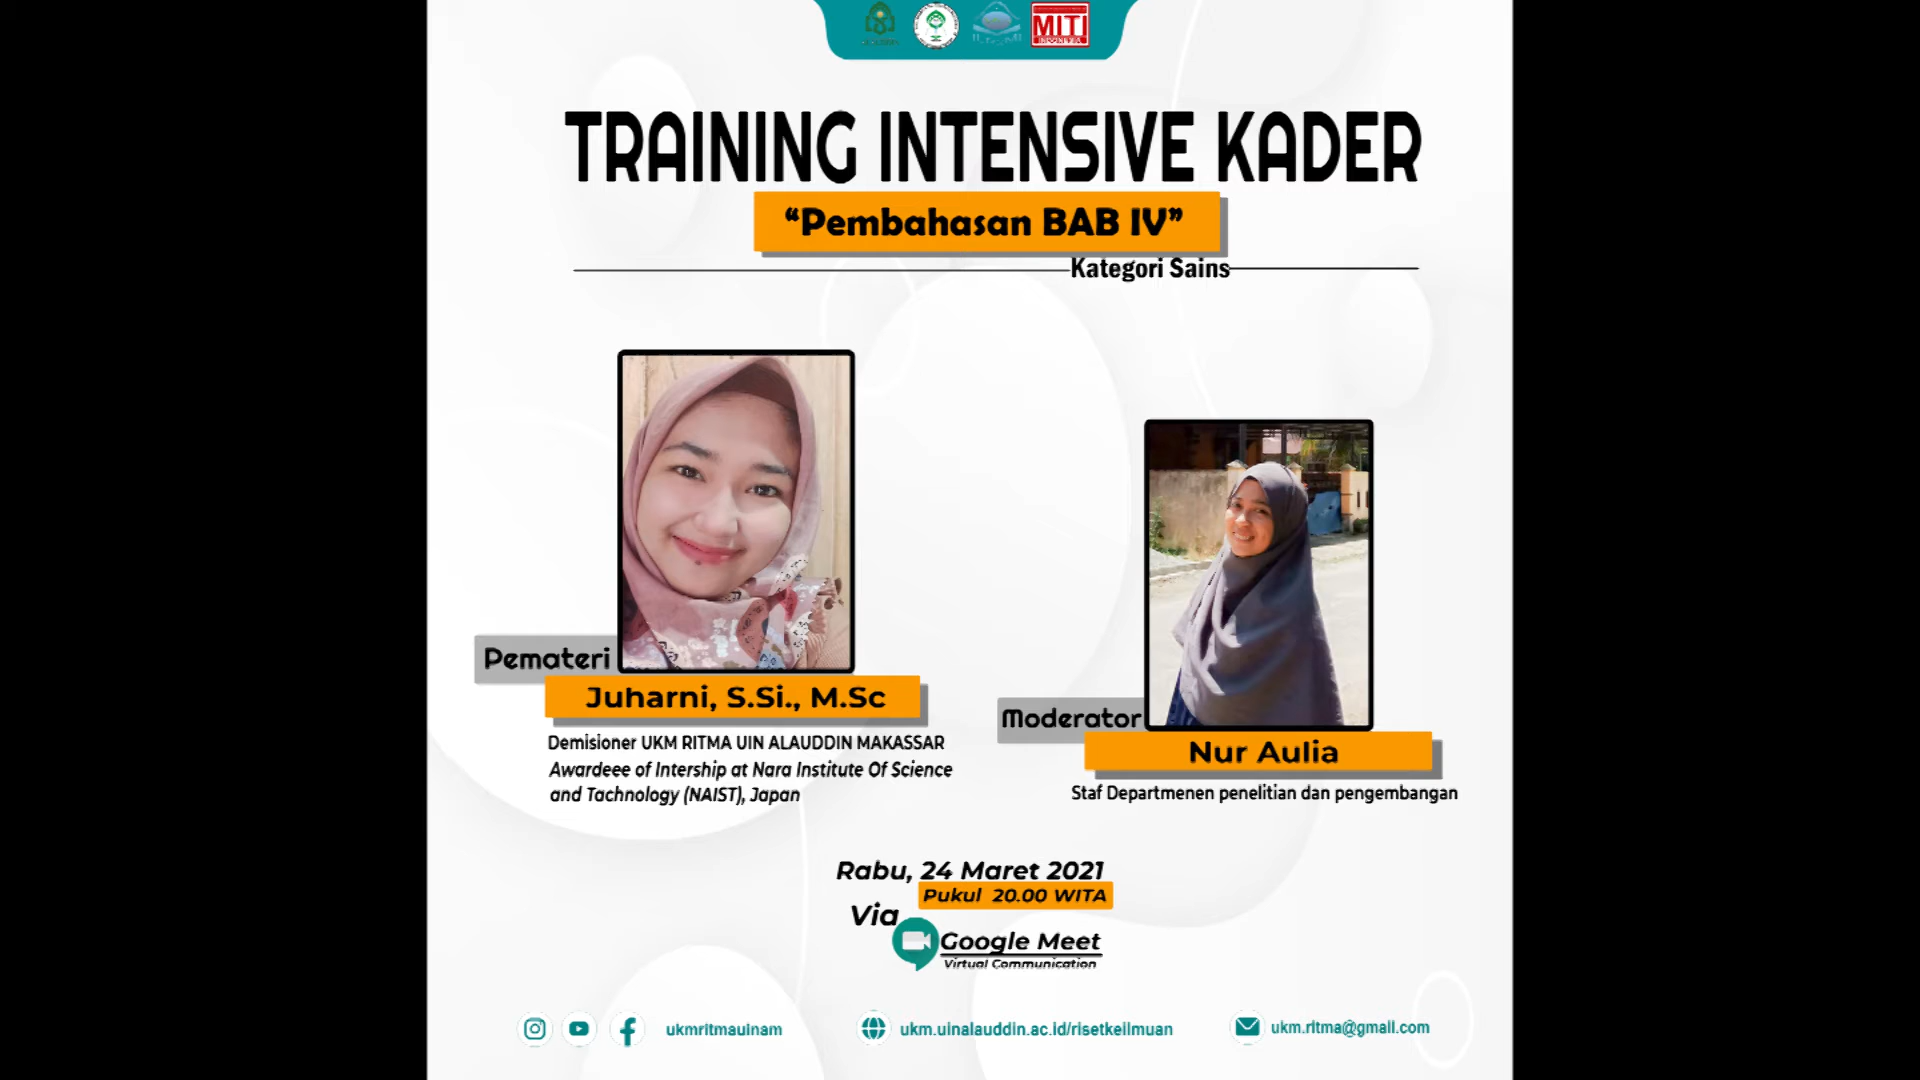 MITI
INDONESIA
TRAINING INTENSIVE KADER
“Pembahasan BAB IV”
Kategori Sains
Pemateri
Juharni, S.Si., M.Sc
Demisioner UKM RITMA UIN ALAUDDIN MAKASSAR
Awardeee of Intership at Nara Institute Of Science
and Tachnology (NAIST), Japan
Moderator
Nur Aulia
Staf Departmenen penelitian dan pengembangan
Rabu, 24 Maret 2021
Pukul 20.00 WITA
Via
Google Meet
Virtual Communication
ukmritmauinam
ukm.uinalauddin.ac.id/risetkeilmuan
ukm.ritma@gmail.com